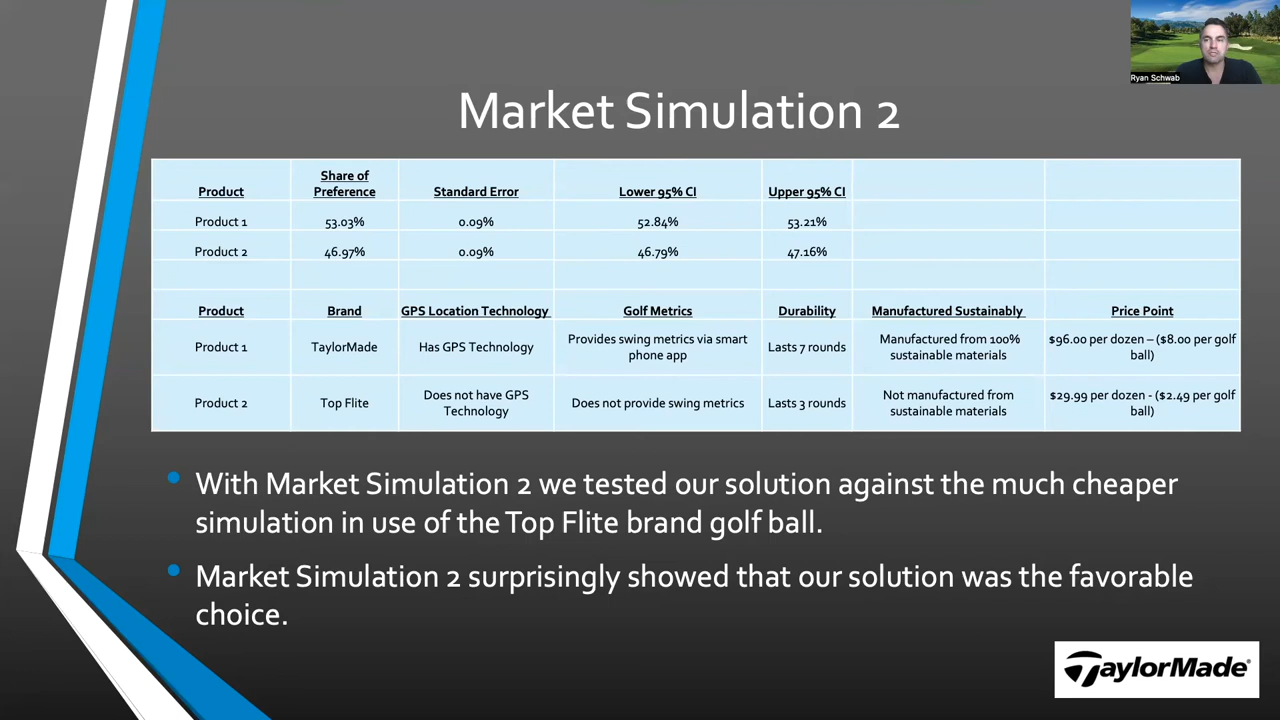 Ryan Schwab
Market Simulation 2
Product Share of Preference Standard Error Lower 95% CI Upper 95% CI
Product 1 53.03% 0.09% 52.84% 53.21%
Product 2 46.97% 0.09% 46.79% 47.16%
Product Brand GPS Location Technology Golf Metrics Durability Manufactured Sustainably Price Point
Product 1 TaylorMade Has GPS Technology Provides swing metrics via smart phone app Lasts 7 rounds Manufactured from 100% sustainable materials $96.00 per dozen – ($8.00 per golf ball)
Product 2 Top Flite Does not have GPS Technology Does not provide swing metrics Lasts 3 rounds Not manufactured from sustainable materials $29.99 per dozen - ($2.49 per golf ball)
• With Market Simulation 2 we tested our solution against the much cheaper
simulation in use of the Top Flite brand golf ball.
• Market Simulation 2 surprisingly showed that our solution was the favorable
choice.
TaylorMade®